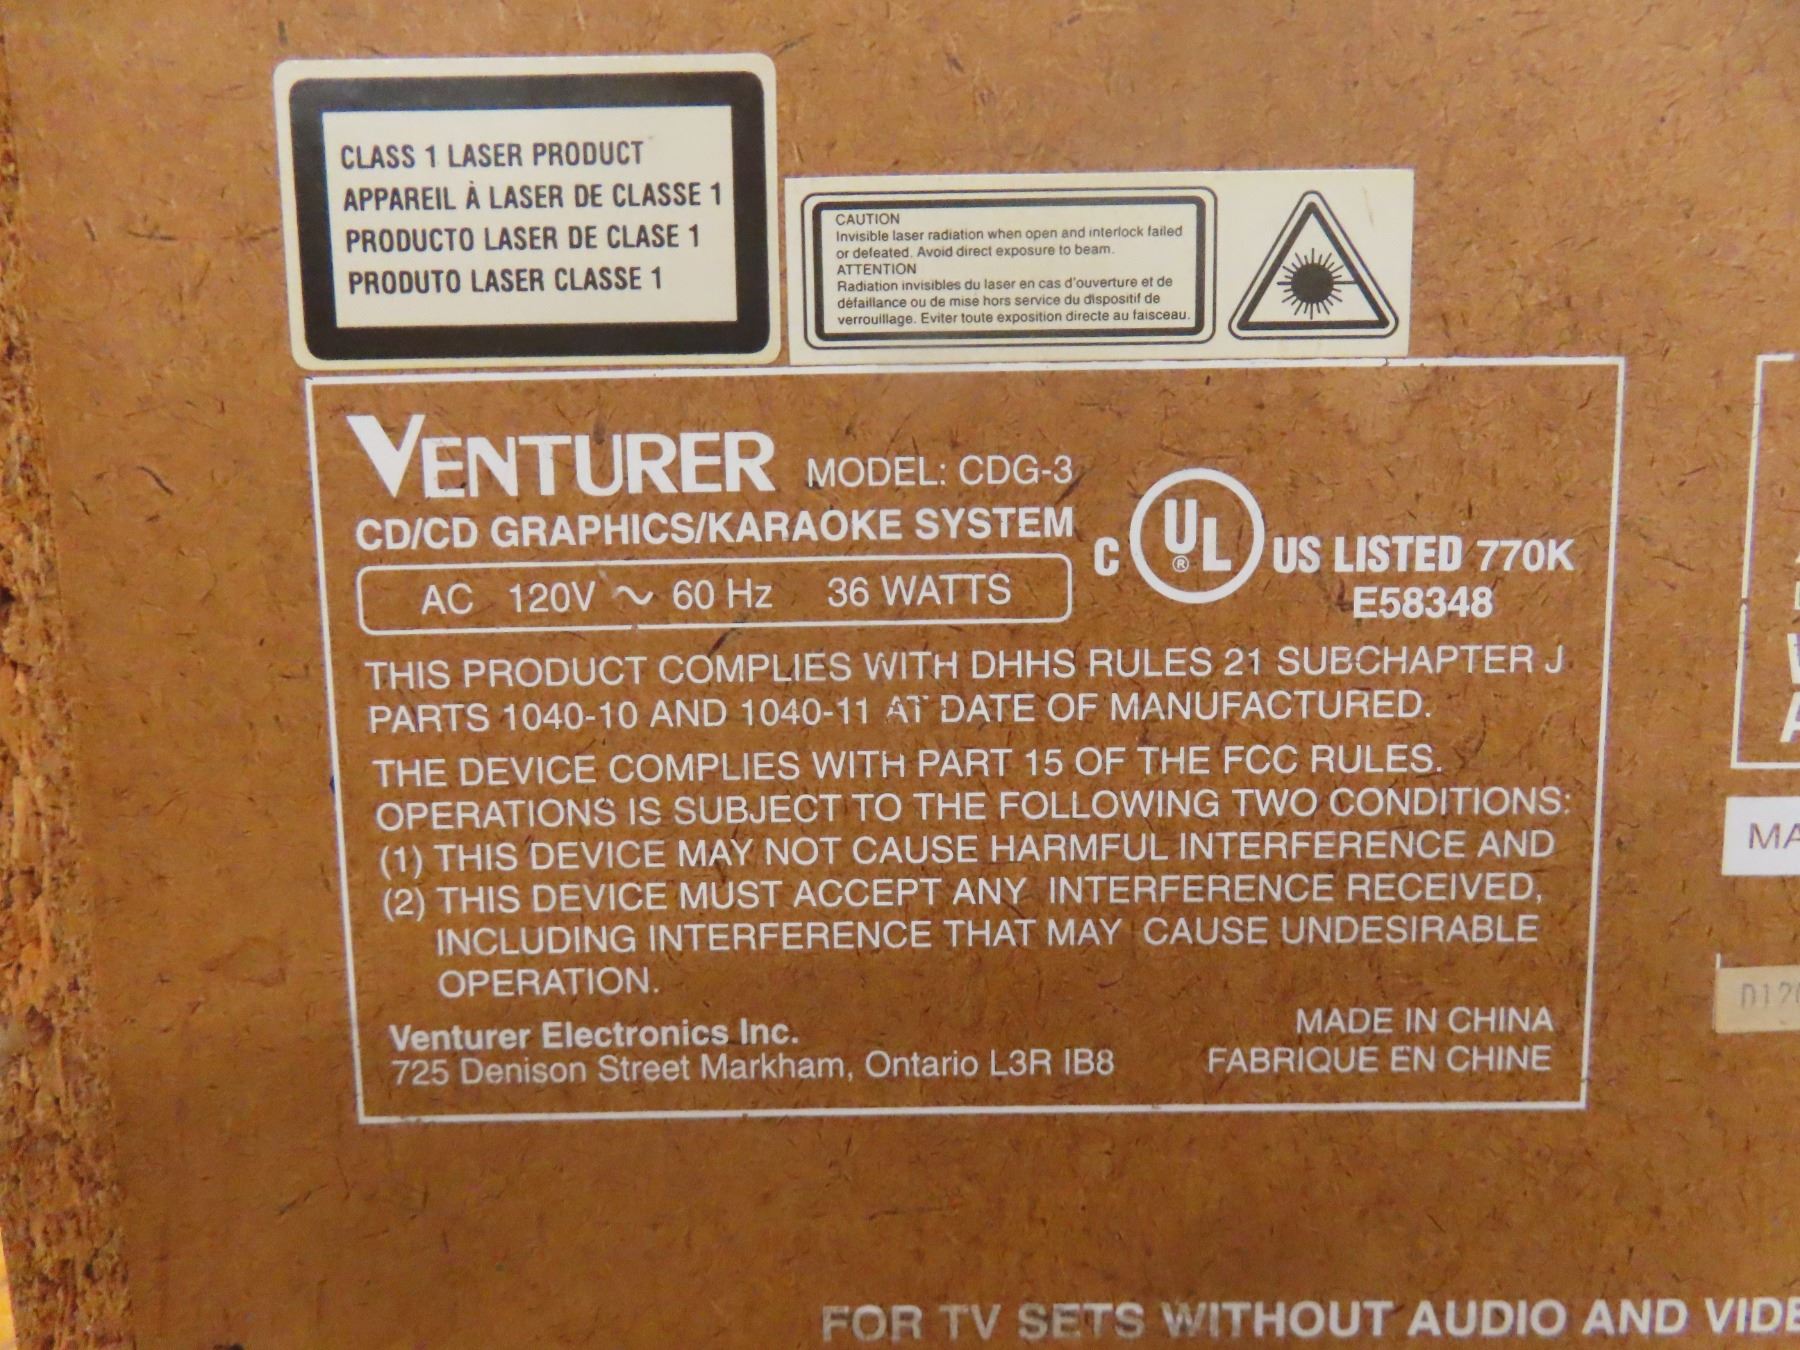 CLASS 1 LASER PRODUCT
APPAREIL À LASER DE CLASSE 1
PRODUCTO LASER DE CLASE 1
PRODUTO LASER CLASSE 1
CAUTION
Invisible laser radiation when open and interlock failed
or defeated. Avoid direct exposure to beam.
ATTENTION
Radiation invisibles du laser en cas d'ouverture et de
défaillance ou de mise hors service du dispositif de
verrouillage. Eviter toute exposition directe au faisceau.
VENTURER MODEL: CDG-3
CD/CD GRAPHICS/KARAOKE SYSTEM
AC 120V ~ 60 Hz 36 WATTS
C UL ® US LISTED 770K
E58348
THIS PRODUCT COMPLIES WITH DHHS RULES 21 SUBCHAPTER J
PARTS 1040-10 AND 1040-11 AT DATE OF MANUFACTURED.
THE DEVICE COMPLIES WITH PART 15 OF THE FCC RULES.
OPERATIONS IS SUBJECT TO THE FOLLOWING TWO CONDITIONS:
(1) THIS DEVICE MAY NOT CAUSE HARMFUL INTERFERENCE AND
(2) THIS DEVICE MUST ACCEPT ANY INTERFERENCE RECEIVED,
INCLUDING INTERFERENCE THAT MAY CAUSE UNDESIRABLE
OPERATION.
Venturer Electronics Inc.
725 Denison Street Markham, Ontario L3R IB8
MADE IN CHINA
FABRIQUE EN CHINE
FOR TV SETS WITHOUT AUDIO AND